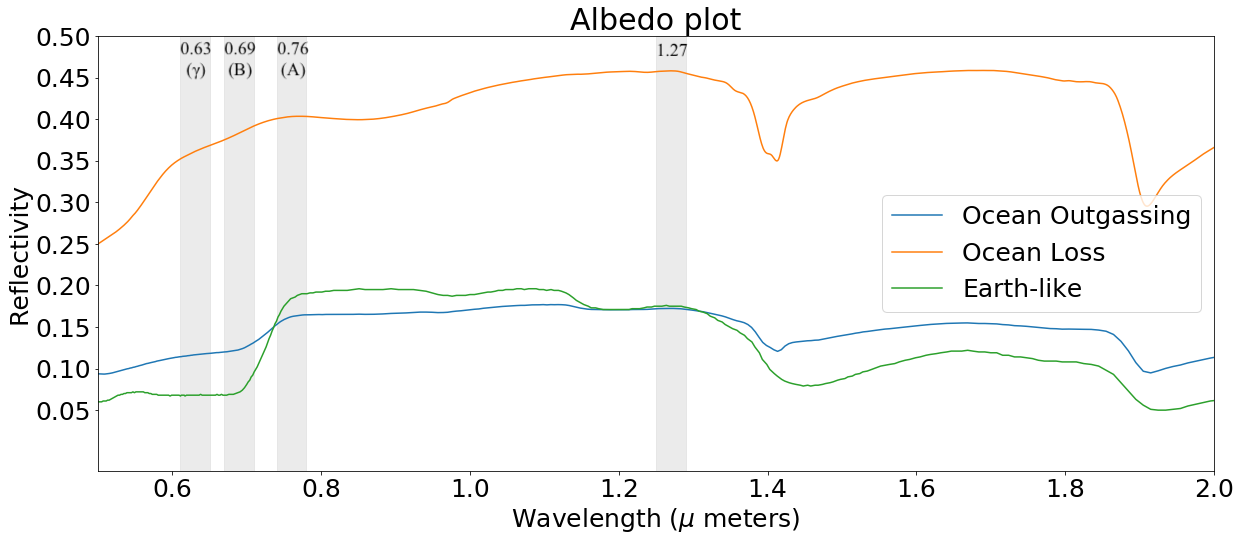 Albedo plot
0.50
0.45
0.40
0.35
0.30
0.25
0.20
0.15
0.10
0.05
Reflectivity
0.63
(γ)
0.69
(B)
0.76
(A)
1.27
Ocean Outgassing
Ocean Loss
Earth-like
0.6 0.8 1.0 1.2 1.4 1.6 1.8 2.0
Wavelength (μ meters)